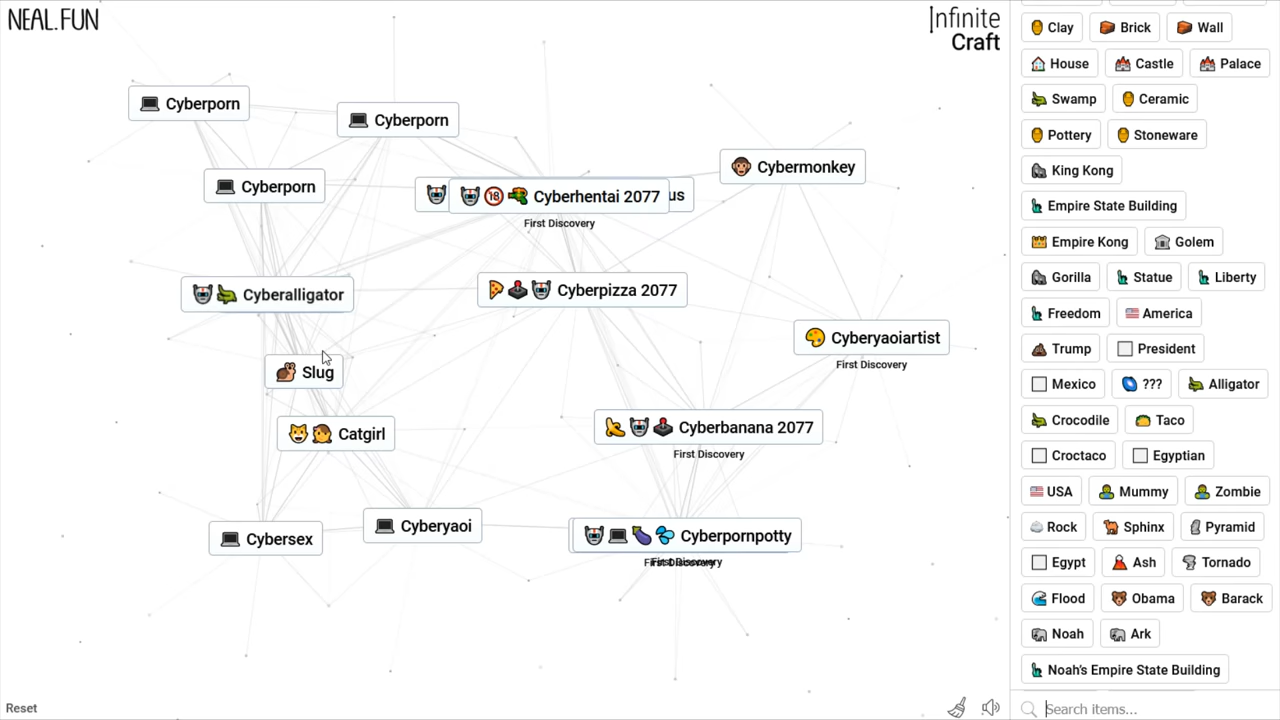 NEAL.FUN
Infinite
Craft
Cyberporn
Cyberporn
Cyberporn
Cybermonkey
18 Cyberhentai 2077 us
First Discovery
Cyberalligator
Cyberpizza 2077
Cyberyaoiartist
First Discovery
Slug
Catgirl
Cyberbanana 2077
First Discovery
Cybersex
Cyberyaoi
Cyberpornpotty
First Discovery
Reset
Clay Brick Wall
House Castle Palace
Swamp Ceramic
Pottery Stoneware
King Kong
Empire State Building
Empire Kong Golem
Gorilla Statue Liberty
Freedom America
Trump President
Mexico ??? Alligator
Crocodile Taco
Croctaco Egyptian
USA Mummy Zombie
Rock Sphinx Pyramid
Egypt Ash Tornado
Flood Obama Barack
Noah Ark
Noah's Empire State Building
Search items...